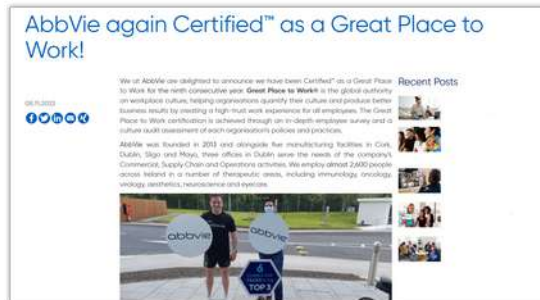 AbbVie again Certified™ as a Great Place to
Work!
We at AbbVie are delighted to announce we have been Certified™ as a Great Place
to Work for the ninth consecutive year. Great Place to Work® is the global authority
on workplace culture, helping organisations quantify their culture and produce better
business results by creating a high-trust work experience for all employees. The Great
Place to Work certification is achieved through an in-depth employee survey and a
culture audit assessment of each organisation's policies and practices.
AbbVie was founded in 2013 and alongside five manufacturing facilities in Cork,
Dublin, Sligo and Mayo, three offices in Dublin serve the needs of the company's
Commercial, Supply Chain and Operations activities. We employ almost 2,600 people
across Ireland in a number of therapeutic areas, including immunology, oncology,
virology, aesthetics, neuroscience and eyecare.
Recent Posts
abbvie
abbvie
TOP 3